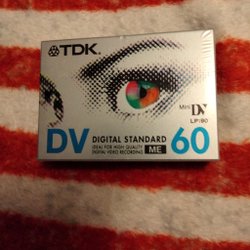 TDK
Mini DV
LP:90
DV DIGITAL STANDARD 60
IDEAL FOR HIGH QUALITY
DIGITAL VIDEO RECORDING ME